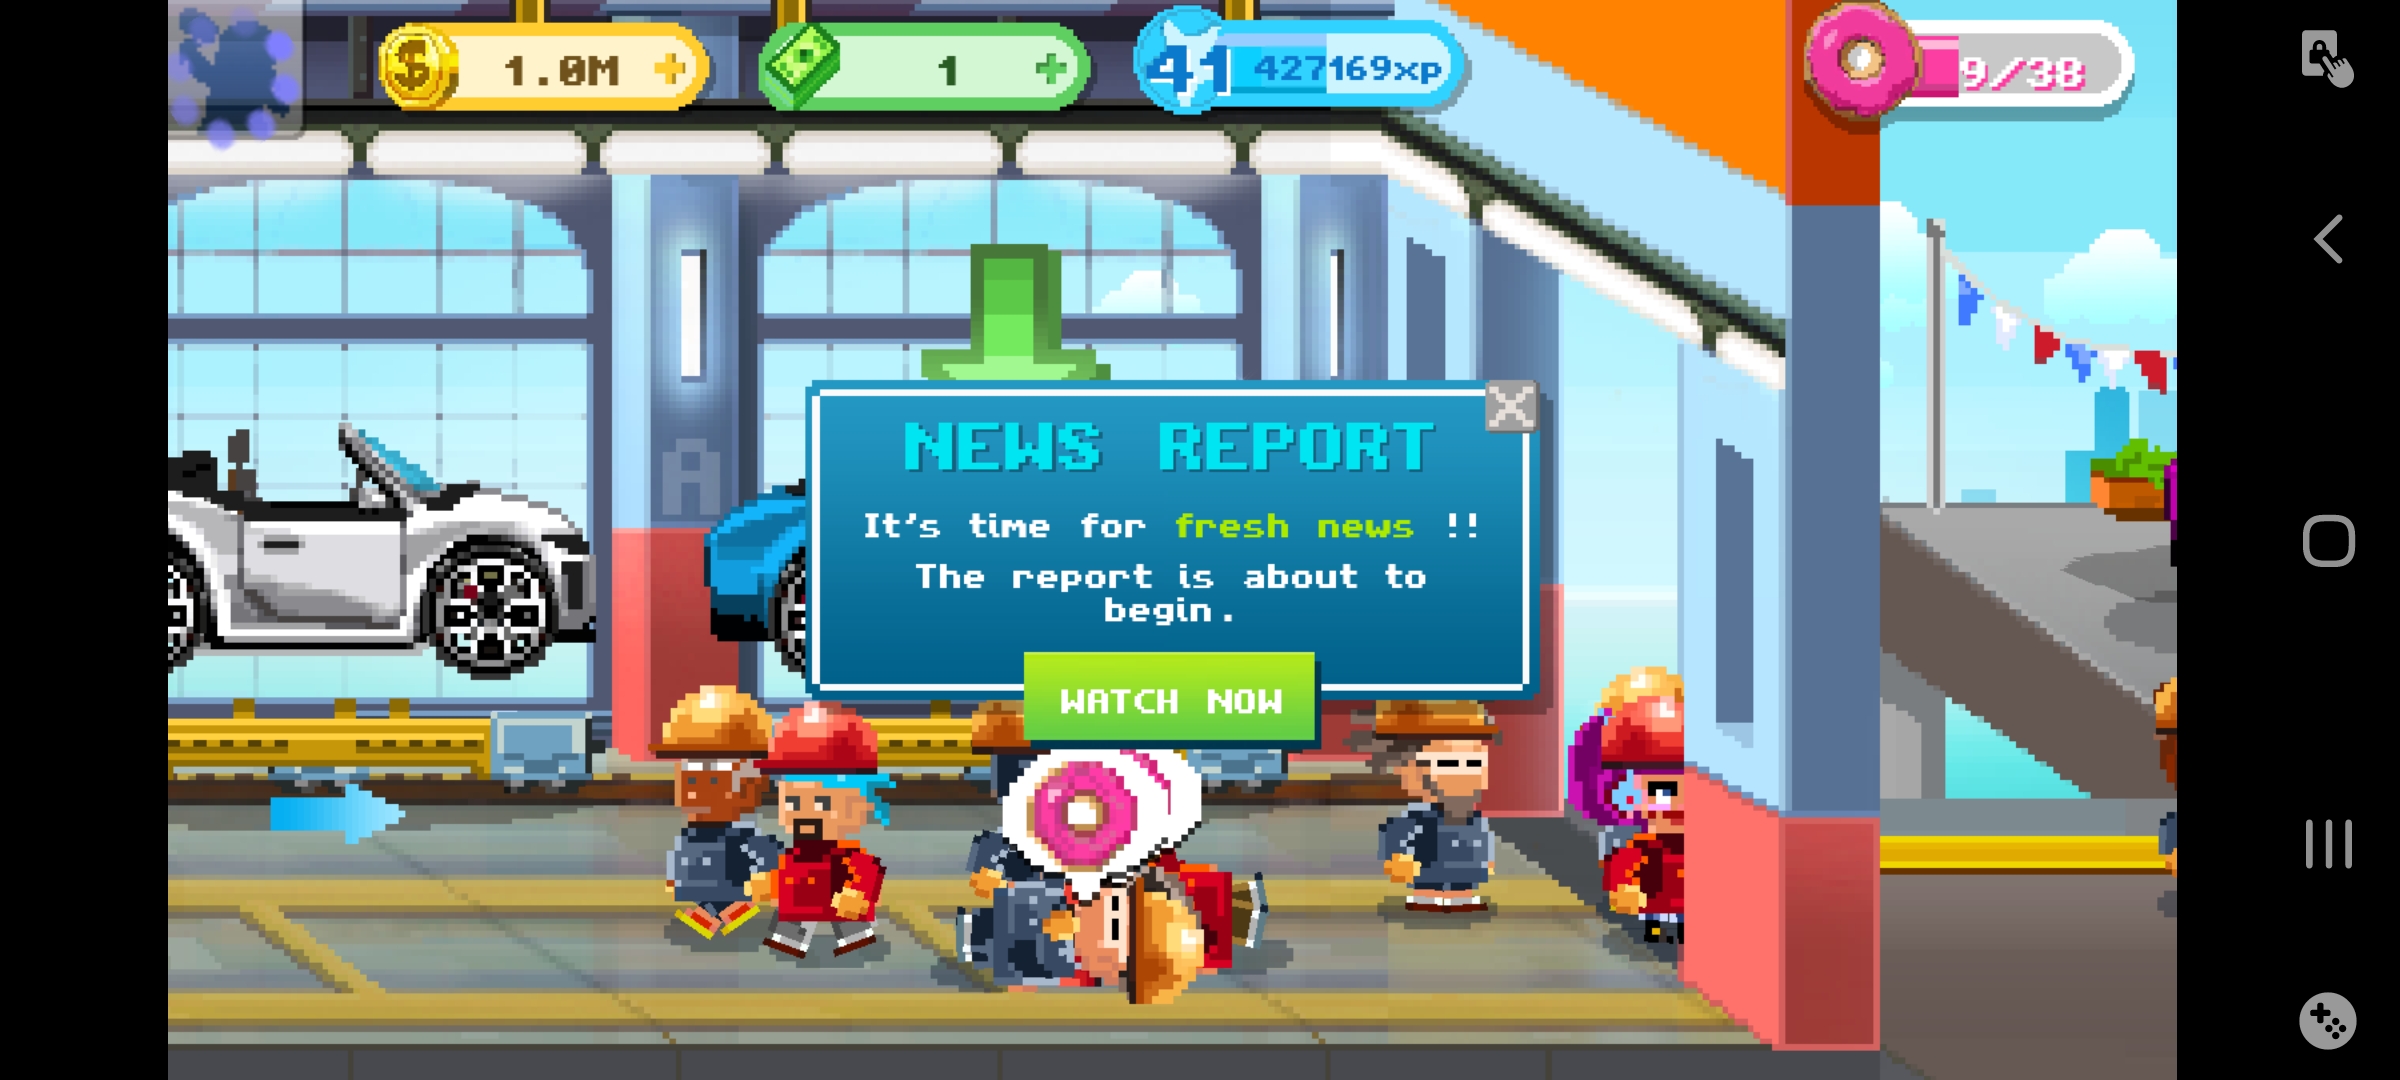 1.0M
1
41
427169xp
9/38
A
NEWS REPORT
It's time for fresh news !!
The report is about to
begin.
WATCH NOW